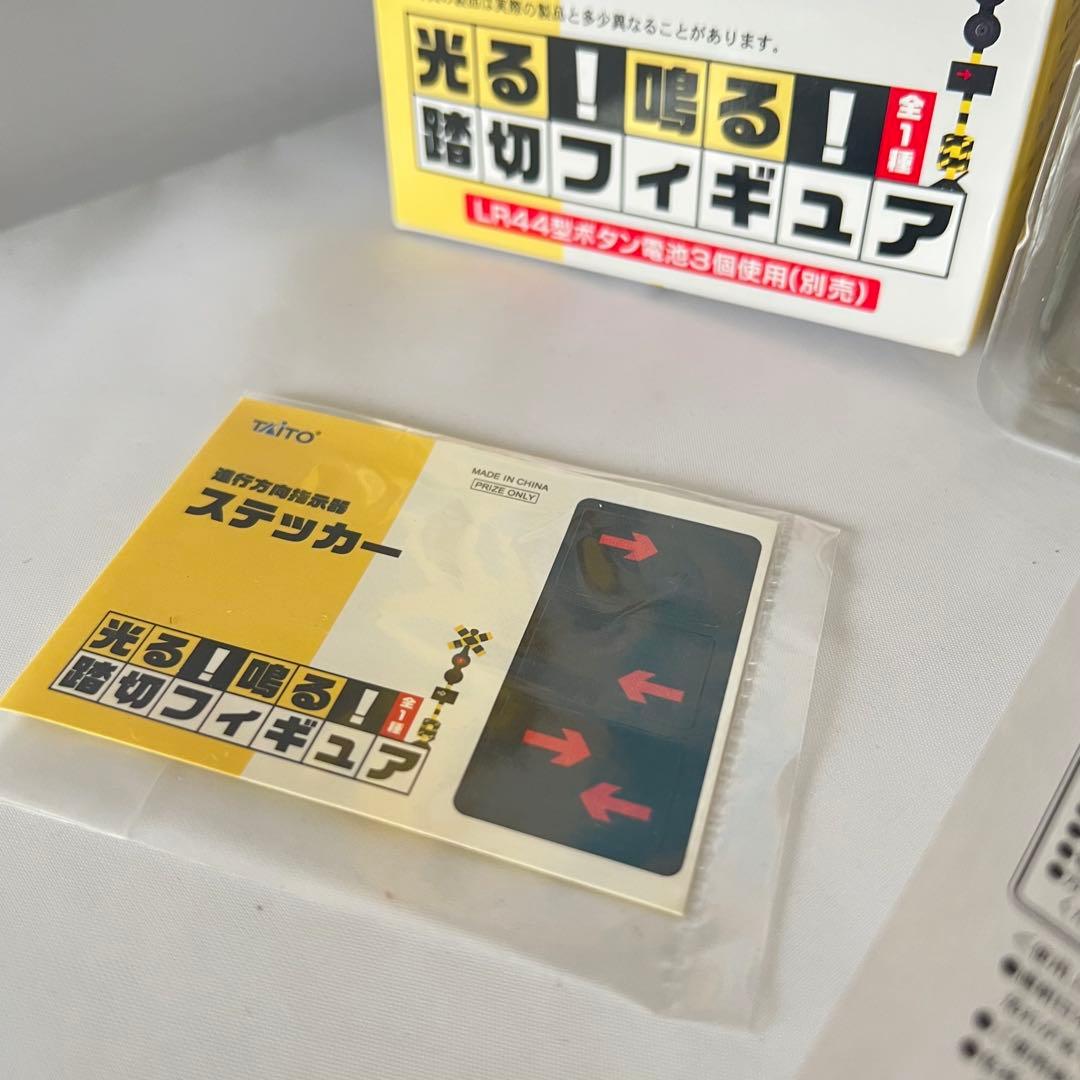 の製品は実際の製品と多少異なることがあります。
光る!鳴る!
全1種
踏切フィギュア
LR44型ボタン電池3個使用(別売)
TAITO
進行方向指示器
ステッカー
MADE IN CHINA
PRIZE ONLY
光る!鳴る!
全1種
踏切フィギュア